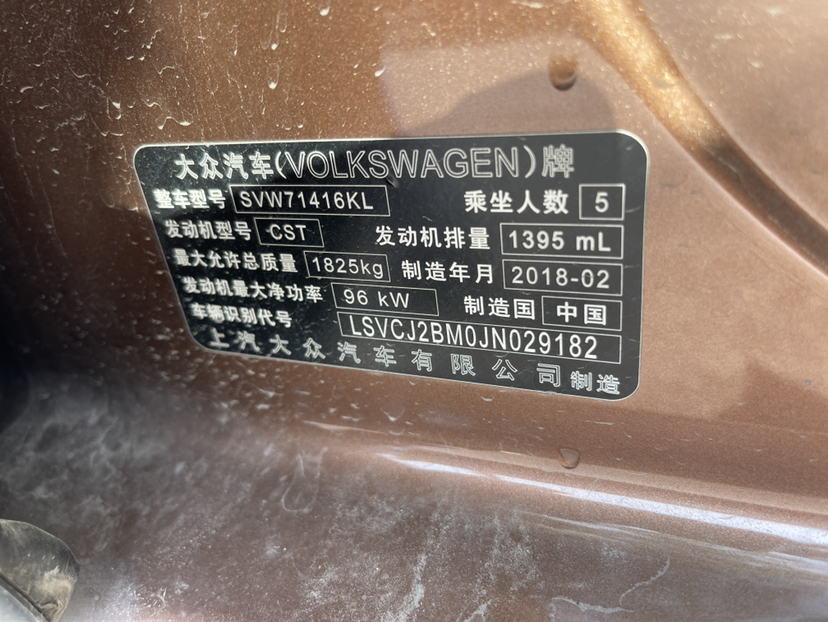 大众汽车(VOLKSWAGEN)牌
整车型号 SVW71416KL 乘坐人数 5
发动机型号 CST 发动机排量 1395 mL
最大允许总质量 1825kg 制造年月 2018-02
发动机最大净功率 96 kW 制造国 中国
车辆识别代号 LSVCJ2BM0JN029182
上汽大众汽车有限公司制造